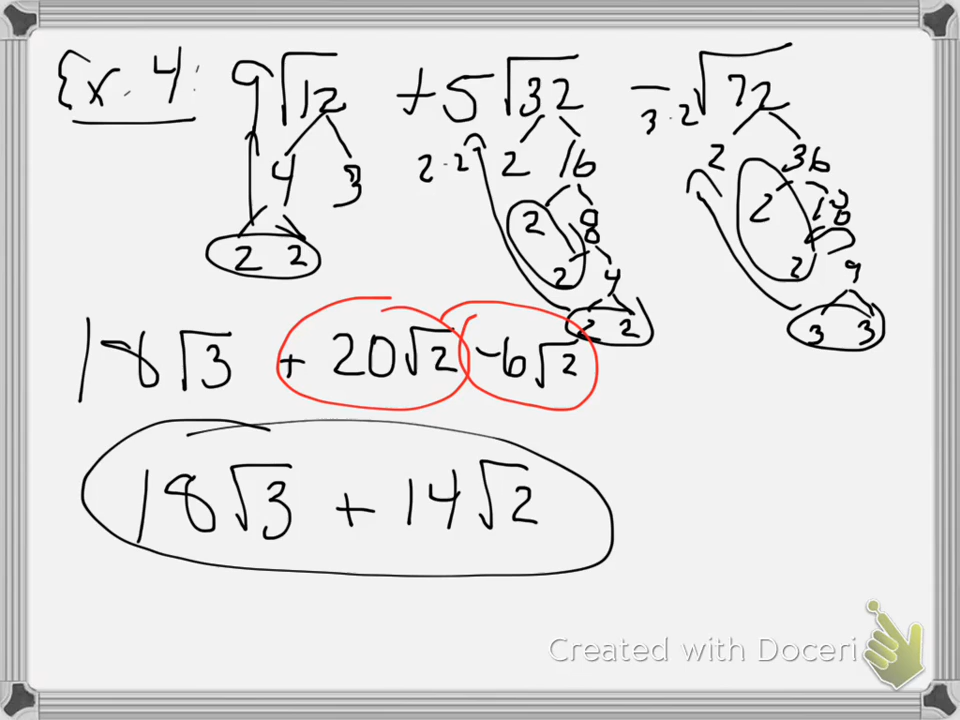 Ex. 4: 9√12 + 5√32 - 3·2√72
4 3 2·2 2 16 2 36
2 2 2 8 2 18
2 4 2 9
2 2 3 3
18√3 + 20√2 -6√2
18√3 + 14√2
Created with Doceri